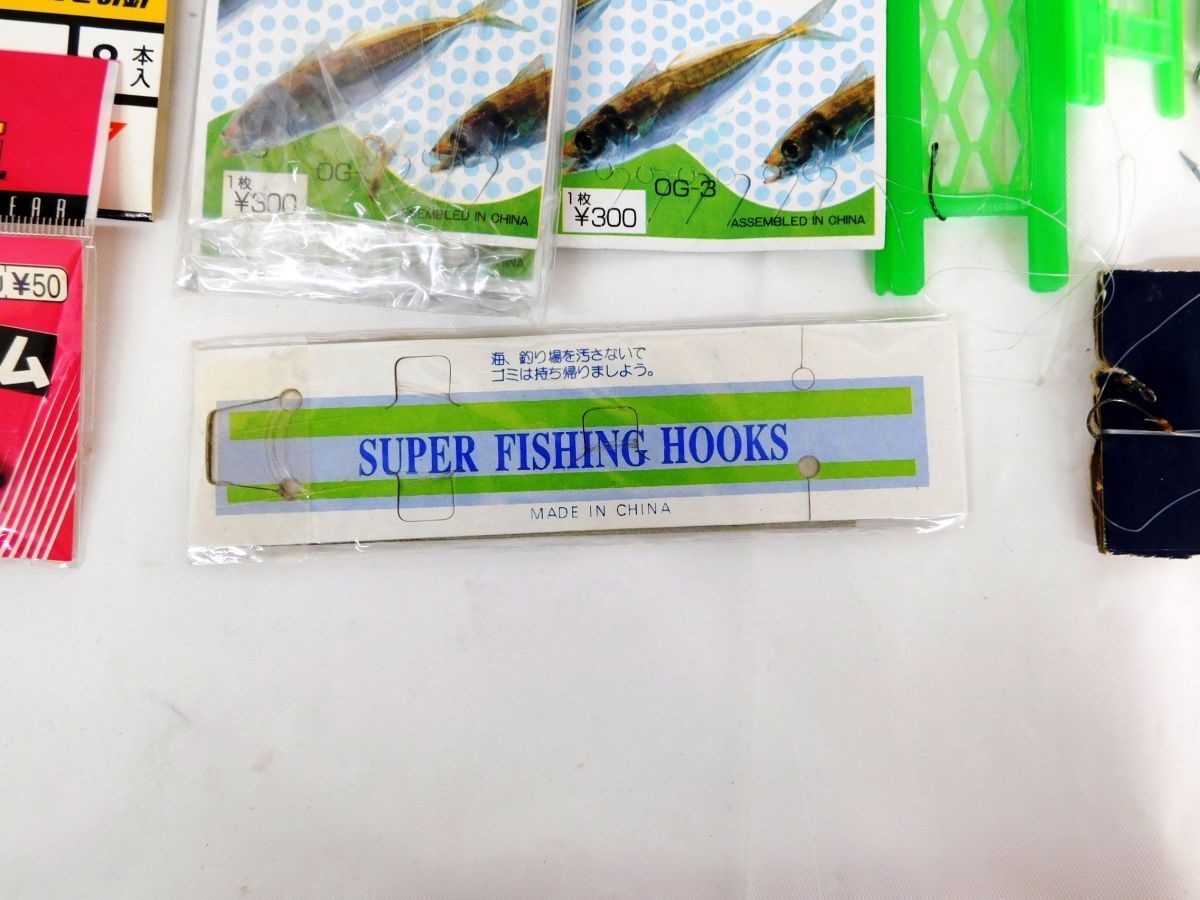 本入
EAR
¥50
ム
OG-
1枚
¥300
ASSEMBLED IN CHINA
OG-3
1枚
¥300
ASSEMBLED IN CHINA
海、釣り場を汚さないで
ゴミは持ち帰りましよう。
SUPER FISHING HOOKS
MADE IN CHINA